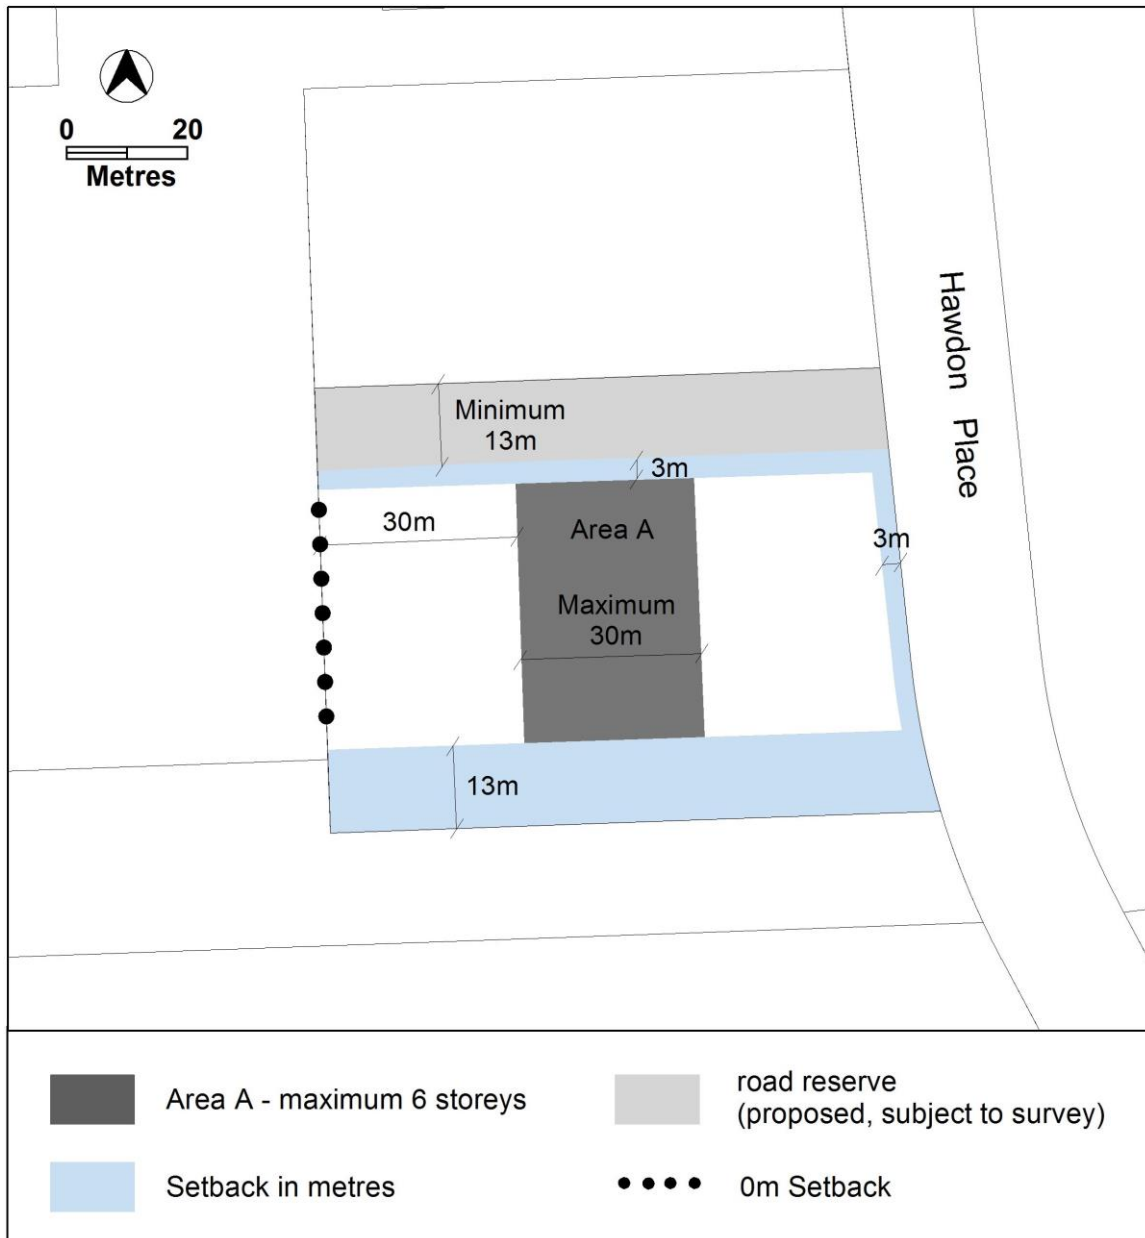 0 20
Metres
Hawdon Place
Minimum
13m
3m
30m
Area A
3m
Maximum
30m
13m
Area A - maximum 6 storeys
road reserve
(proposed, subject to survey)
Setback in metres
0m Setback